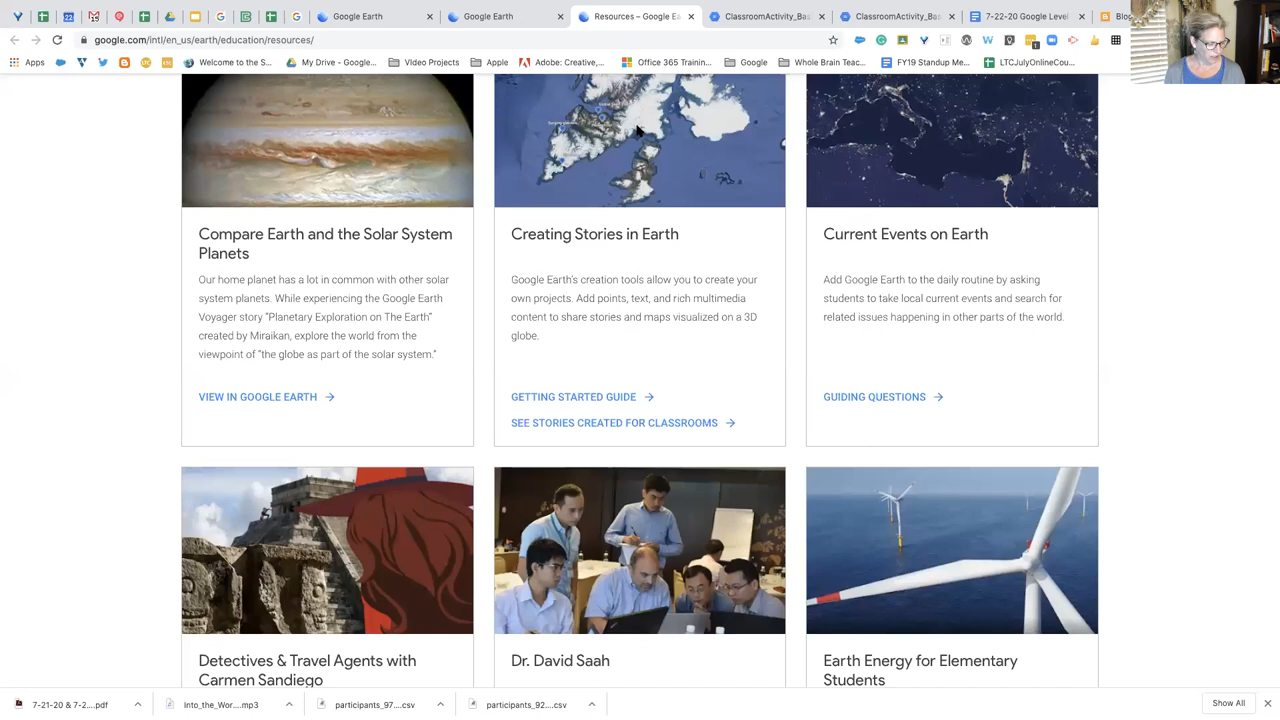 Google Earth
Google Earth
Resources – Google Ea
ClassroomActivity_Bas
ClassroomActivity_Bas
7-22-20 Google Level
Blog
google.com/intl/en_us/earth/education/resources/
Apps
Welcome to the S...
My Drive - Google...
VIdeo Projects
Apple
Adobe: Creative,...
Office 365 Trainin...
Google
Whole Brain Teac...
FY19 Standup Me...
LTCJulyOnlineCou...
Compare Earth and the Solar System
Planets
Our home planet has a lot in common with other solar
system planets. While experiencing the Google Earth
Voyager story "Planetary Exploration on The Earth"
created by Miraikan, explore the world from the
viewpoint of "the globe as part of the solar system."
VIEW IN GOOGLE EARTH
Creating Stories in Earth
Google Earth's creation tools allow you to create your
own projects. Add points, text, and rich multimedia
content to share stories and maps visualized on a 3D
globe.
GETTING STARTED GUIDE
SEE STORIES CREATED FOR CLASSROOMS
Current Events on Earth
Add Google Earth to the daily routine by asking
students to take local current events and search for
related issues happening in other parts of the world.
GUIDING QUESTIONS
Detectives & Travel Agents with
Carmen Sandiego
Dr. David Saah
Earth Energy for Elementary
Students
7-21-20 & 7-2....pdf
Into_the_Wor....mp3
participants_97....csv
participants_92....csv
Show All